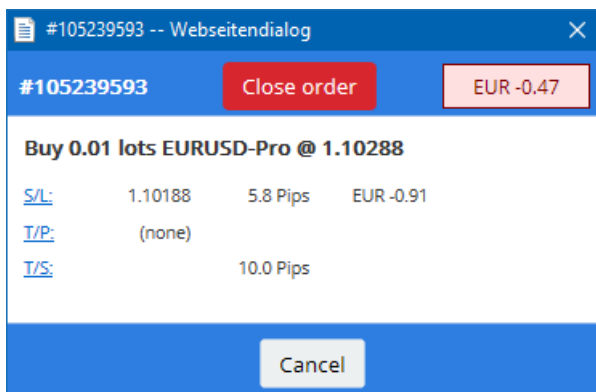 #105239593 -- Webseitendialog
#105239593 Close order EUR -0.47
Buy 0.01 lots EURUSD-Pro @ 1.10288
S/L: 1.10188 5.8 Pips EUR -0.91
T/P: (none)
T/S: 10.0 Pips
Cancel